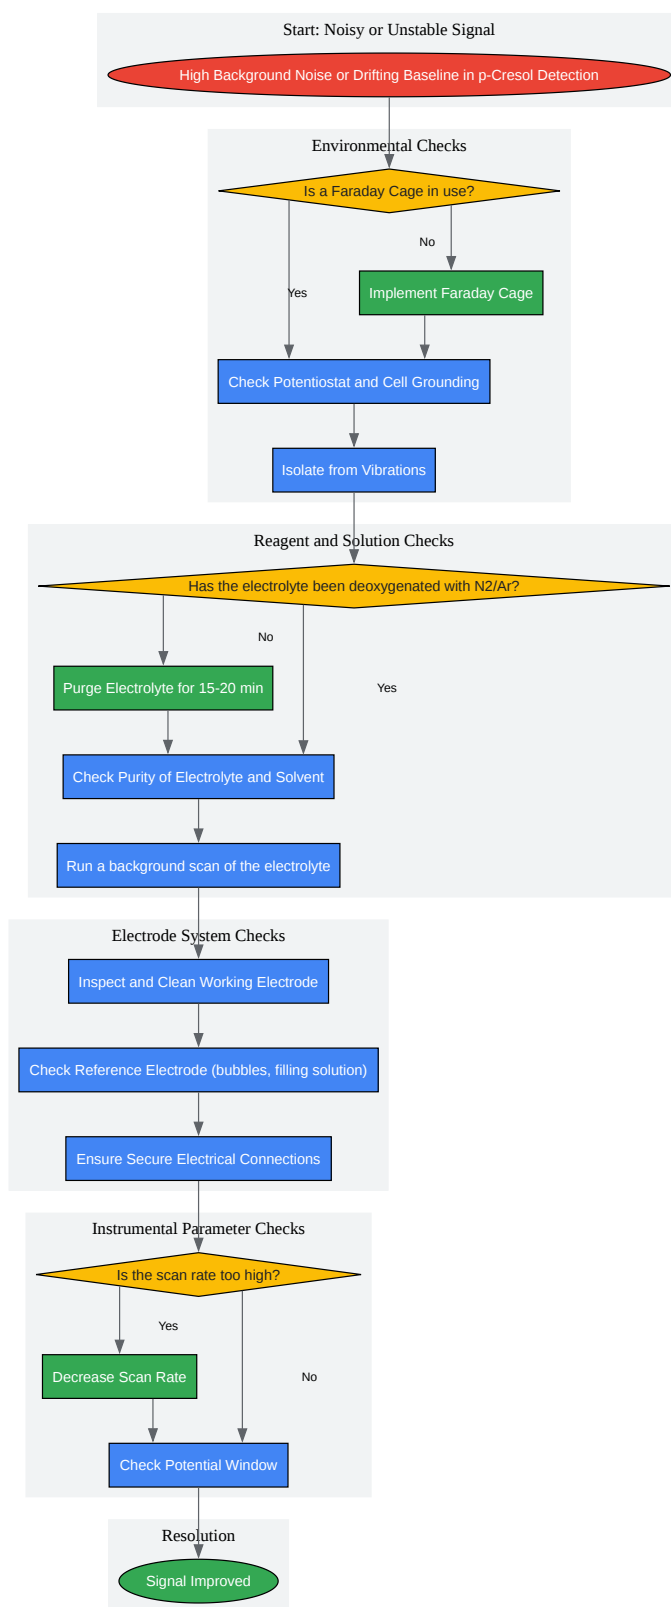 Start: Noisy or Unstable Signal
High Background Noise or Drifting Baseline in p-Cresol Detection
Environmental Checks
Is a Faraday Cage in use?
No
Yes
Implement Faraday Cage
Check Potentiostat and Cell Grounding
Isolate from Vibrations
Reagent and Solution Checks
Has the electrolyte been deoxygenated with N2/Ar?
No
Purge Electrolyte for 15-20 min
Yes
Check Purity of Electrolyte and Solvent
Run a background scan of the electrolyte
Electrode System Checks
Inspect and Clean Working Electrode
Check Reference Electrode (bubbles, filling solution)
Ensure Secure Electrical Connections
Instrumental Parameter Checks
Is the scan rate too high?
Yes
Decrease Scan Rate
No
Check Potential Window
Resolution
Signal Improved